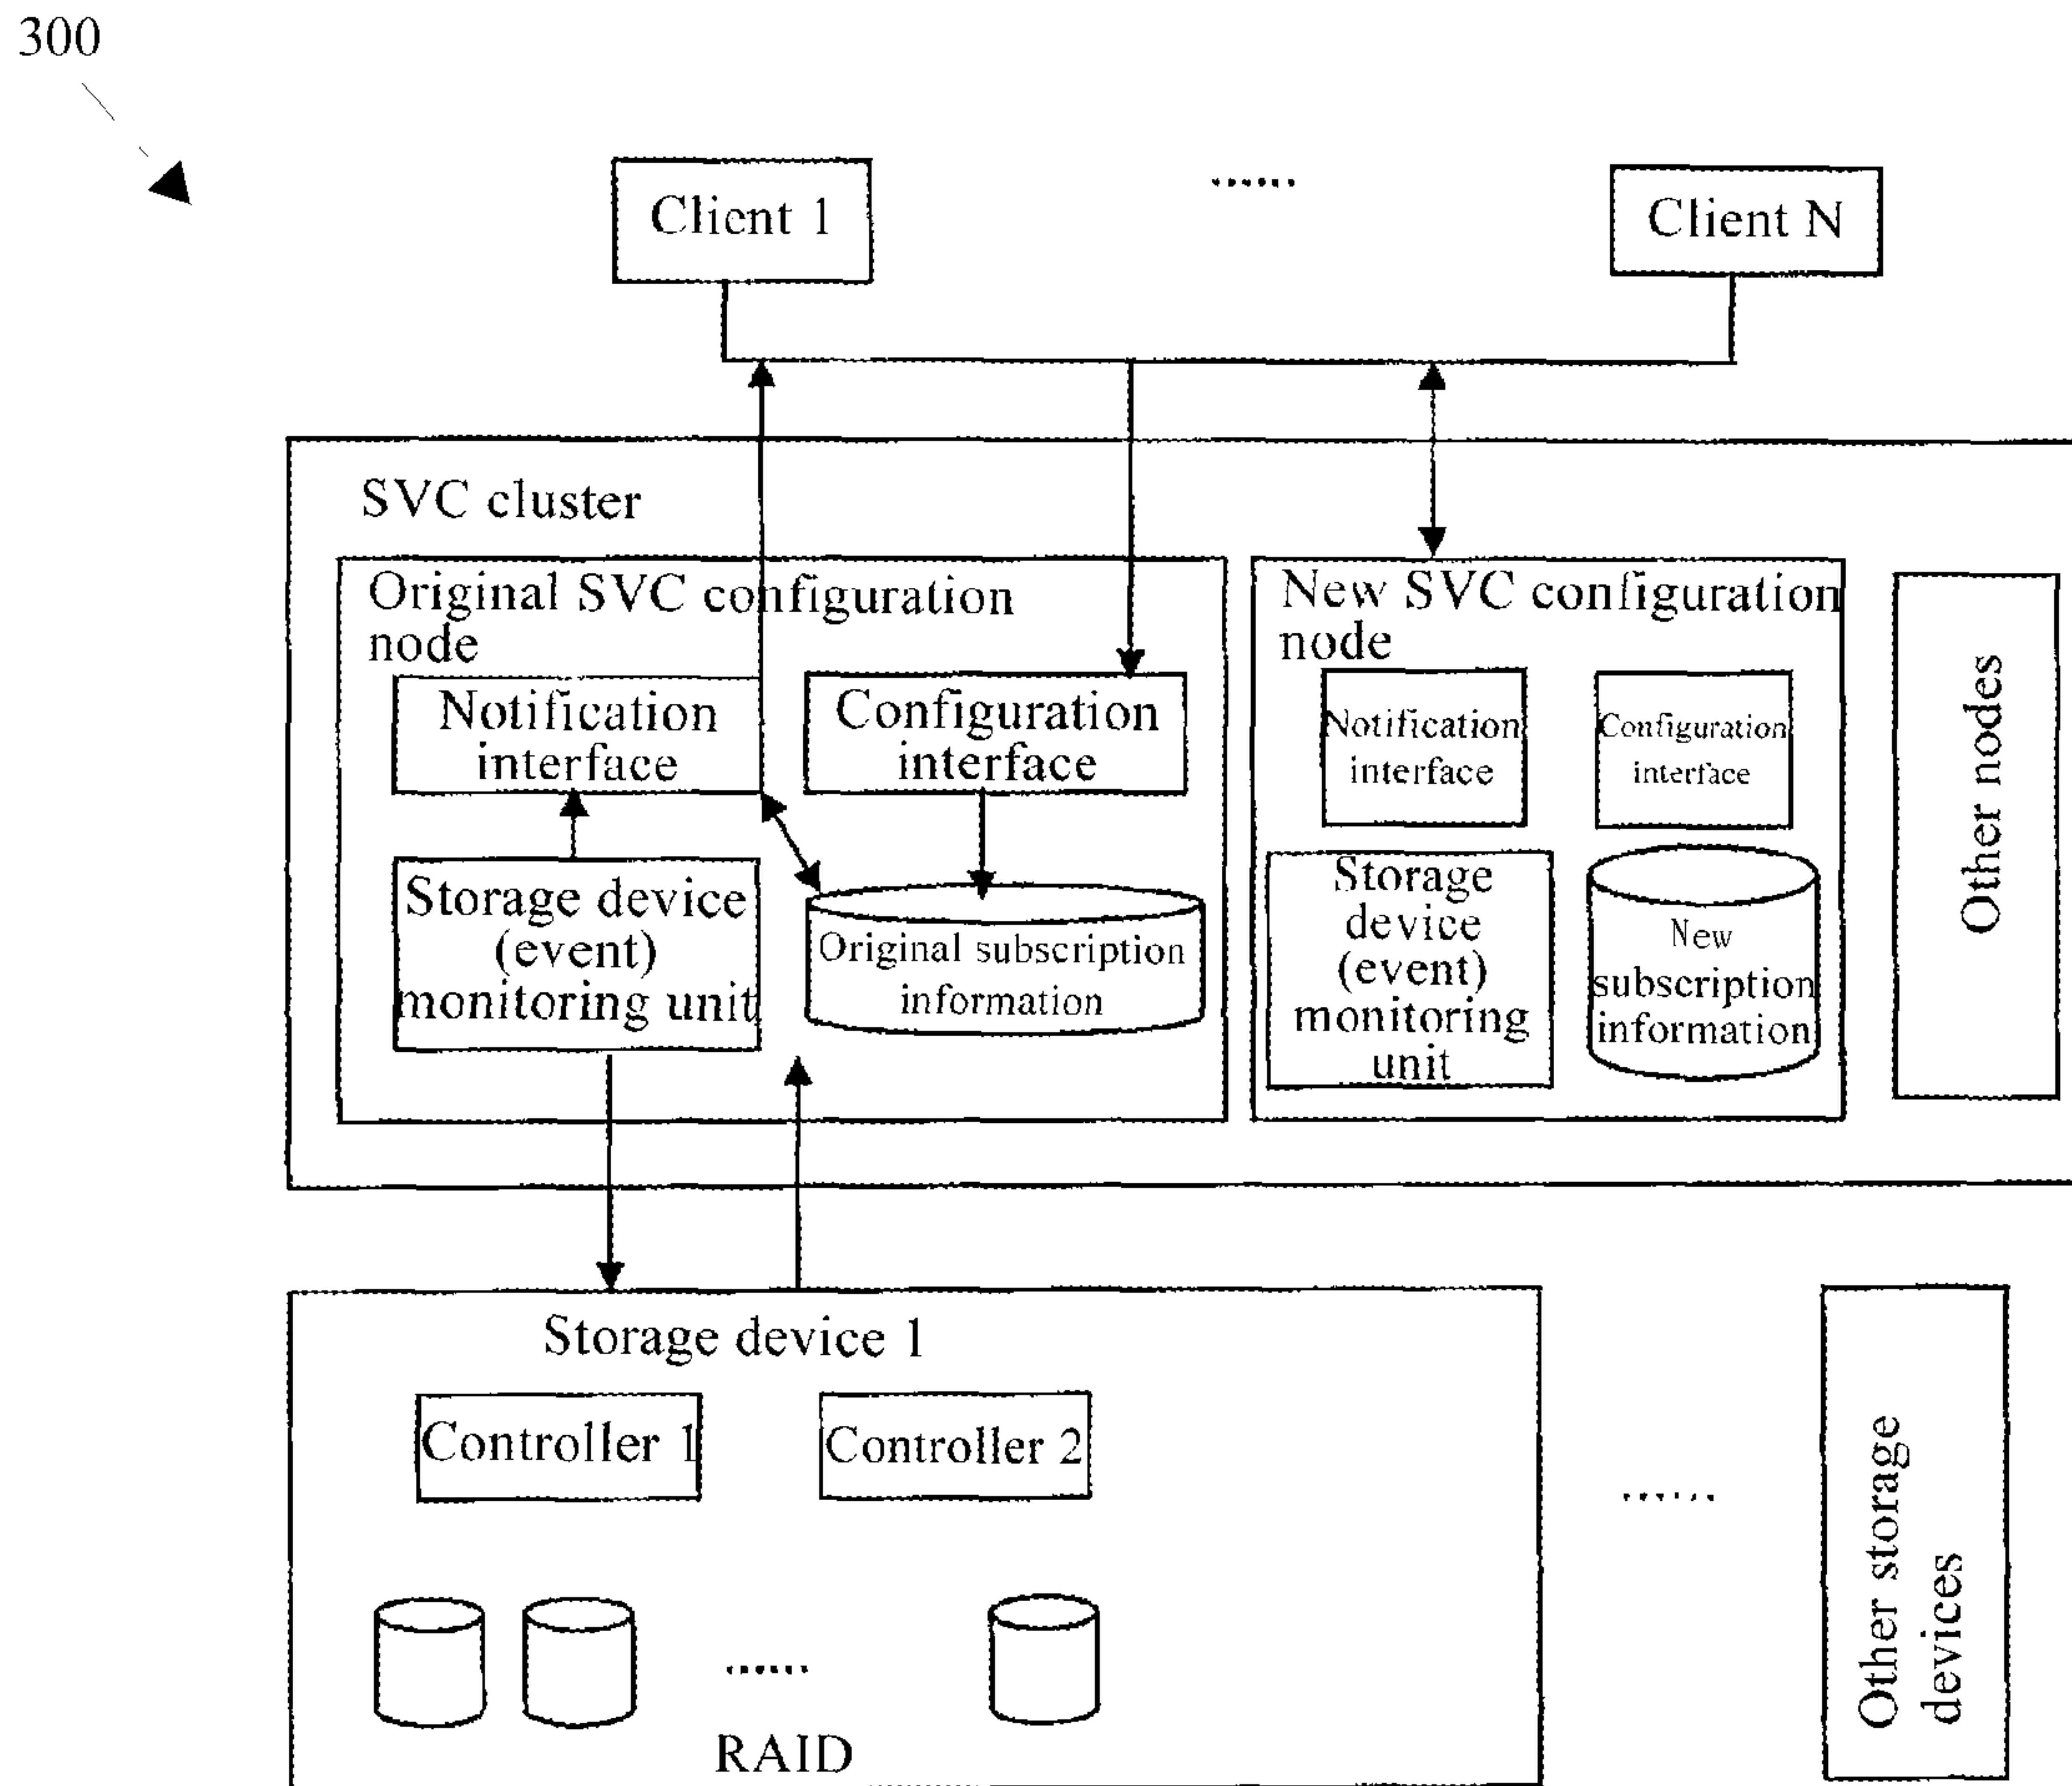 300
Client 1
......
Client N
SVC cluster
Original SVC configuration
node
Notification
interface
Configuration
interface
Storage device
(event)
monitoring unit
Original subscription
information
New SVC configuration
node
Notification
interface
Configuration
interface
Storage
device
(event)
monitoring
unit
New
subscription
information
Other nodes
Storage device 1
Controller 1
Controller 2
......
RAID
......
Other storage
devices